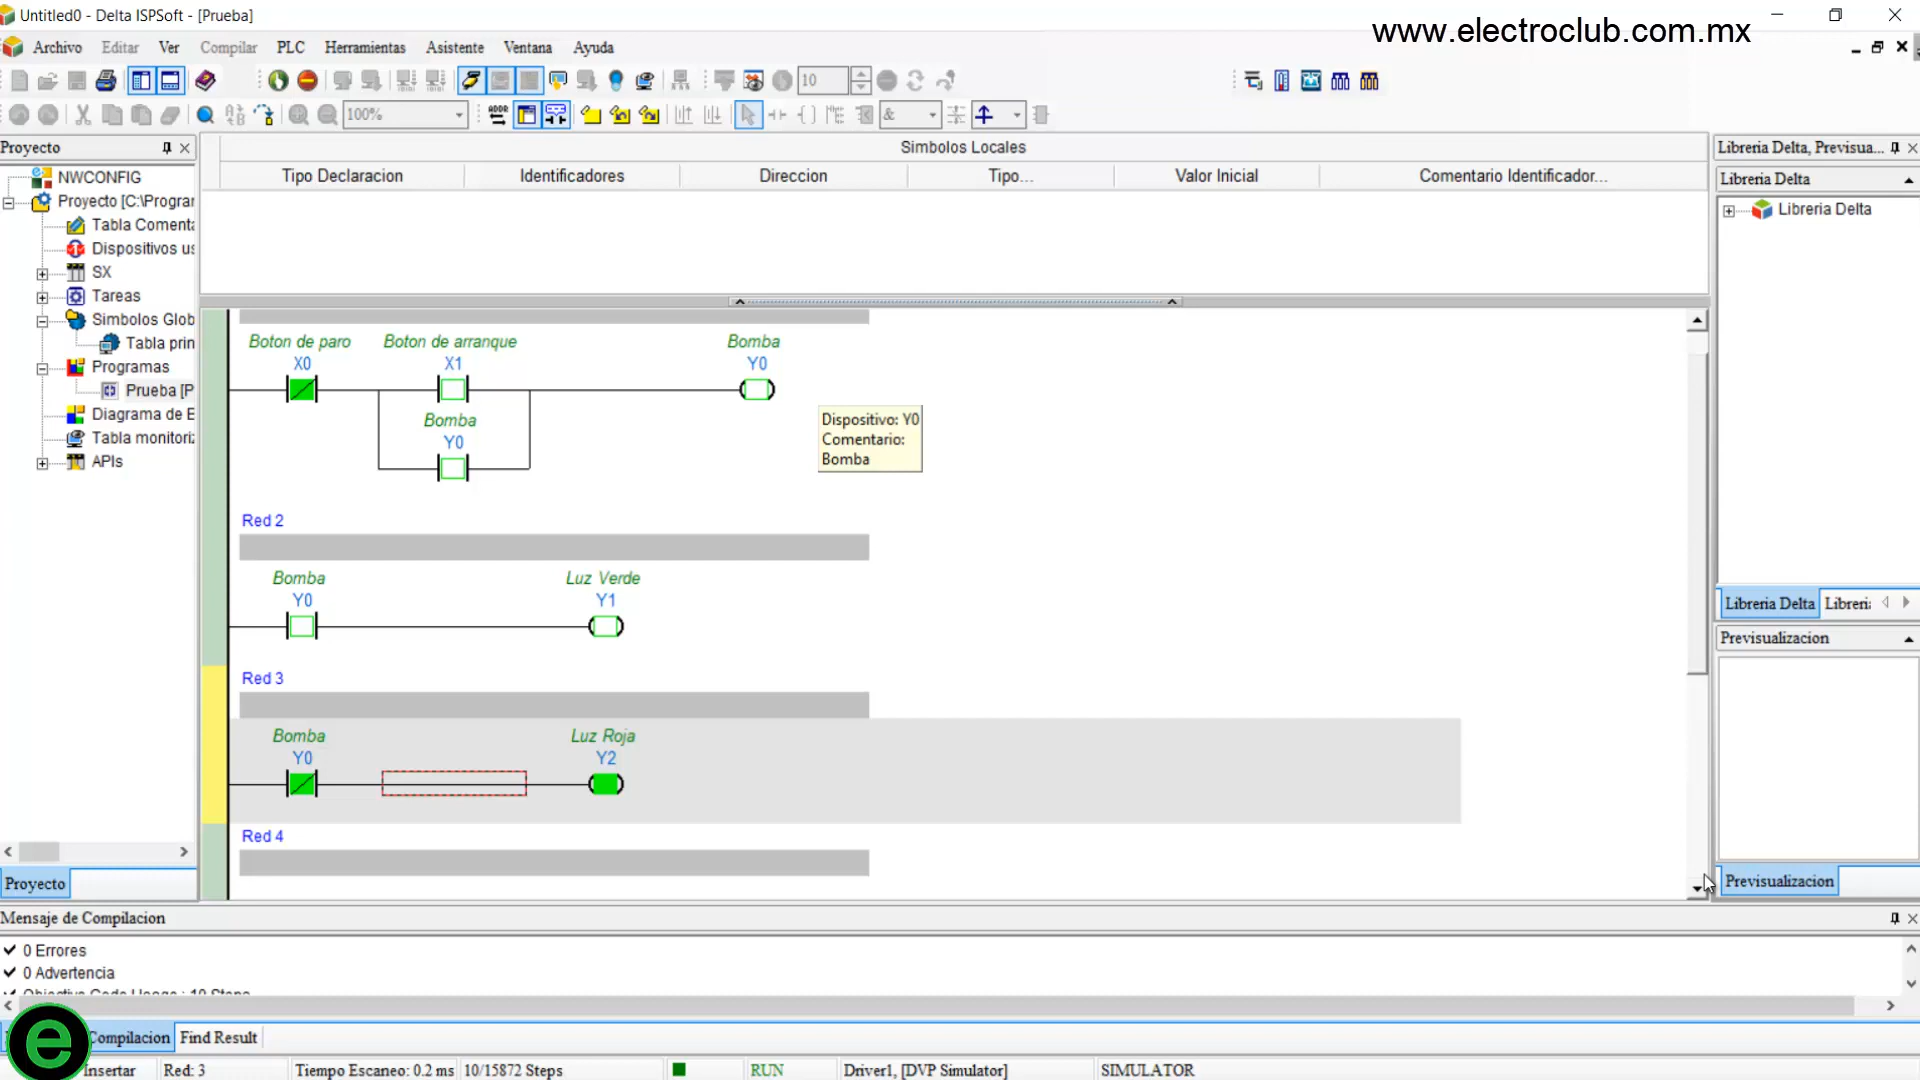 Untitled0 - Delta ISPSoft - [Prueba]
www.electroclub.com.mx
Archivo Editar Ver Compilar PLC Herramientas Asistente Ventana Ayuda
10
100%
ADDR
&
Proyecto
NWCONFIG
Proyecto [C:\Prograr
Tabla Comenta
Dispositivos us
SX
Tareas
Simbolos Glob
Tabla prin
Programas
Prueba [P
Diagrama de E
Tabla monitori
APIs
Proyecto
Simbolos Locales
Tipo Declaracion Identificadores Direccion Tipo... Valor Inicial Comentario Identificador...
Boton de paro Boton de arranque Bomba
X0 X1 Y0
Bomba
Y0
Dispositivo: Y0
Comentario:
Bomba
Red 2
Bomba Luz Verde
Y0 Y1
Red 3
Bomba Luz Roja
Y0 Y2
Red 4
Libreria Delta, Previsua...
Libreria Delta
Libreria Delta
Libreria Delta Libreri
Previsualizacion
Previsualizacion
Mensaje de Compilacion
0 Errores
0 Advertencia
Compilacion Find Result
e
Insertar Red: 3 Tiempo Escaneo: 0.2 ms 10/15872 Steps RUN Driver1, [DVP Simulator] SIMULATOR